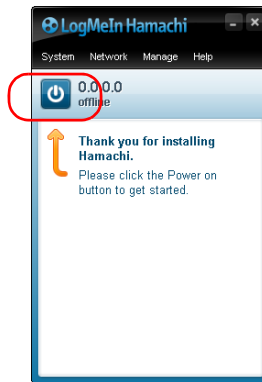 LogMeIn Hamachi
System Network Manage Help
0.0.0.0
offline
Thank you for installing
Hamachi.
Please click the Power on
button to get started.